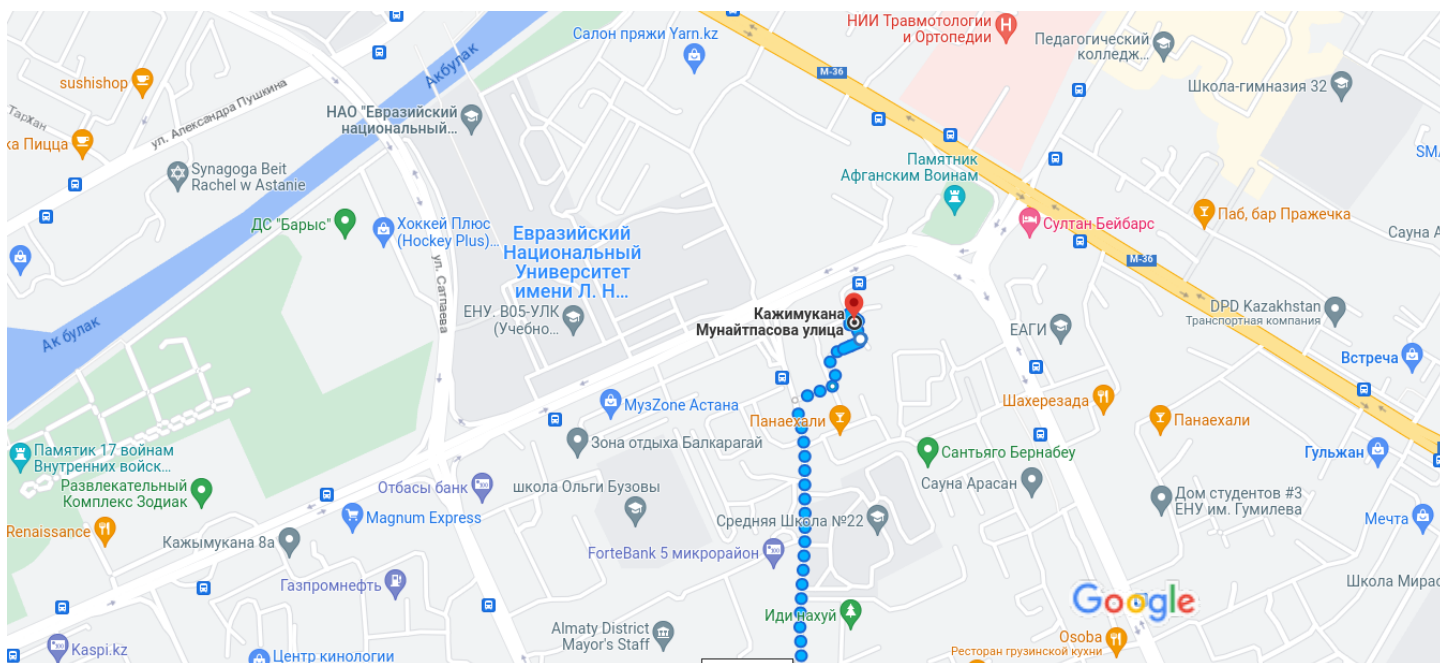 НИИ Травмотологии
и Ортопедии
Салон пряжи Yarn.kz
Педагогический
колледж...
Акбулак
M-36
sushishop
Школа-гимназия 32
ул. Александра Пушкина
Тархан
НАО "Евразийский
национальный...
ка Пицца
SMA
Памятник
Афганским Воинам
Synagoga Beit
Rachel w Astanie
ДС "Барыс"
Хоккей Плюс
(Hockey Plus)...
Султан Бейбарс
Паб, бар Пражечка
Сауна А
Евразийский
Национальный
Университет
имени Л. Н...
ул. Сатпаева
M-36
ЕНУ. В05-УЛК
(Учебно...
Кажимукана
Мунайтпасова улица
DPD Kazakhstan
Транспортная компания
ЕАГИ
Ак булак
Встреча
МузZone Астана
Шахерезада
Панаехали
Панаехали
Зона отдыха Балкарагай
Сантьяго Бернабеу
Гульжан
Памятик 17 войнам
Внутренних войск...
Развлекательный
Комплекс Зодиак
Отбасы банк
школа Ольги Бузовы
Сауна Арасан
Дом студентов #3
ЕНУ им. Гумилева
Magnum Express
Средняя Школа №22
Мечта
Renaissance
Кажымукана 8а
ForteBank 5 микрорайон
Газпромнефть
Школа Мирас
Google
Иди нахуй
Almaty District
Mayor's Staff
Osoba
Ресторан грузинской кухни
Kaspi.kz
Центр кинологии